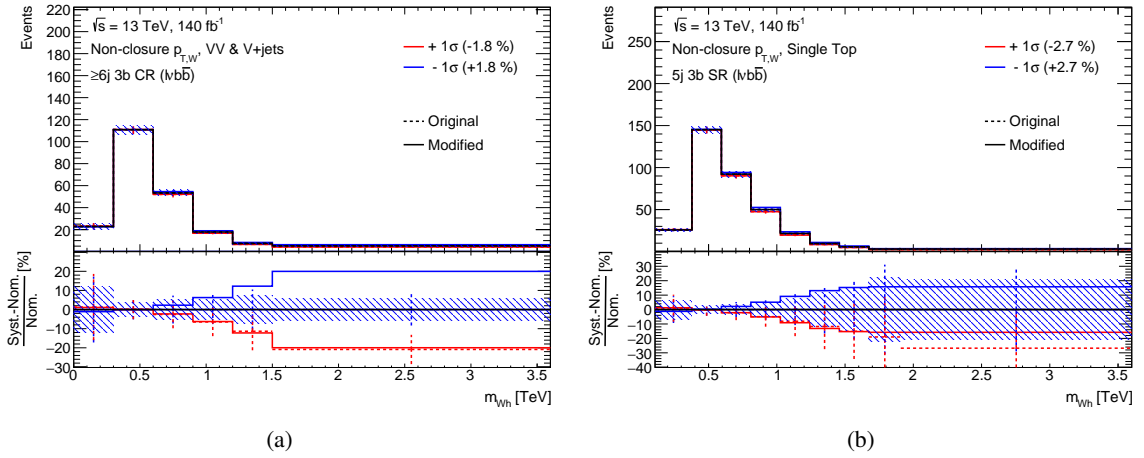 Events
220
200
180
160
140
120
100
80
60
40
20
√s = 13 TeV, 140 fb⁻¹
Non-closure p_T,W, VV & V+jets
≥6j 3b CR (lνbb̄)
+ 1σ (-1.8 %)
- 1σ (+1.8 %)
Original
Modified
Syst.-Nom. [%]
Nom.
20
10
0
−10
−20
−30
0 0.5 1 1.5 2 2.5 3 3.5
m_Wh [TeV]
(a)
Events
250
200
150
100
50
√s = 13 TeV, 140 fb⁻¹
Non-closure p_T,W, Single Top
5j 3b SR (lνbb̄)
+ 1σ (-2.7 %)
- 1σ (+2.7 %)
Original
Modified
Syst.-Nom. [%]
Nom.
30
20
10
0
−10
−20
−30
−40
0.5 1 1.5 2 2.5 3 3.5
m_Wh [TeV]
(b)